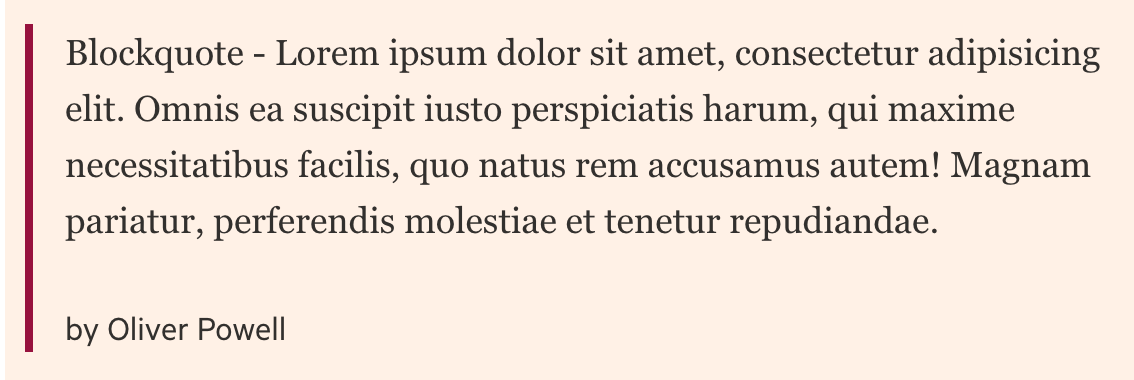 Blockquote - Lorem ipsum dolor sit amet, consectetur adipisicing
elit. Omnis ea suscipit iusto perspiciatis harum, qui maxime
necessitatibus facilis, quo natus rem accusamus autem! Magnam
pariatur, perferendis molestiae et tenetur repudiandae.
by Oliver Powell